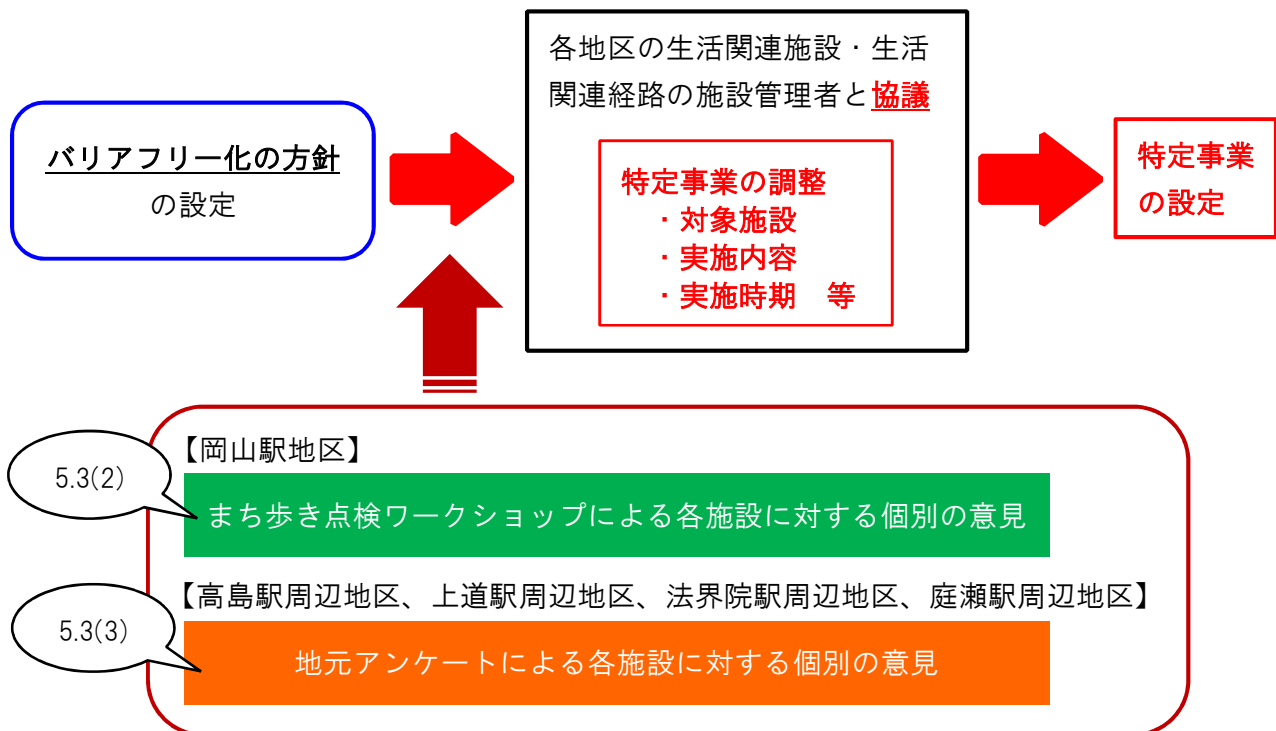 バリアフリー化の方針
の設定
各地区の生活関連施設・生活
関連経路の施設管理者と協議
特定事業の調整
・対象施設
・実施内容
・実施時期　等
特定事業
の設定
【岡山駅地区】
5.3(2)
まち歩き点検ワークショップによる各施設に対する個別の意見
【高島駅周辺地区、上道駅周辺地区、法界院駅周辺地区、庭瀬駅周辺地区】
5.3(3)
地元アンケートによる各施設に対する個別の意見